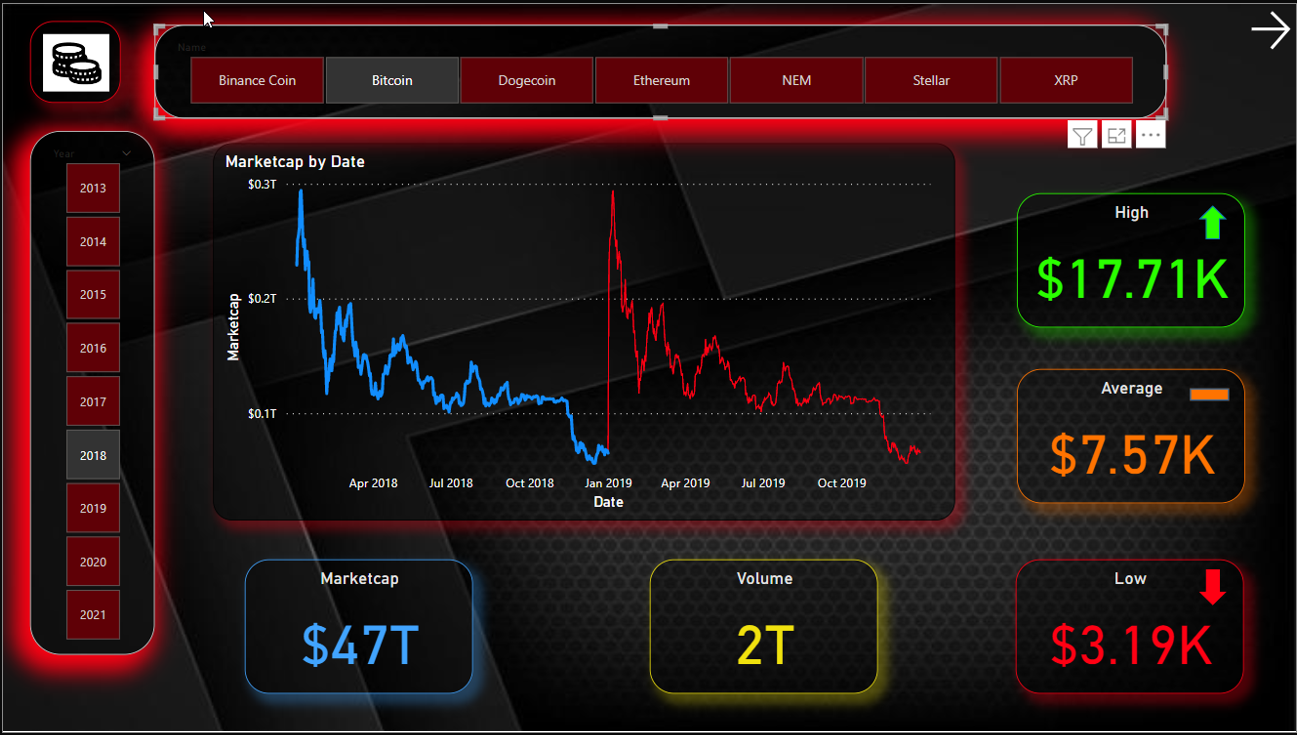 Name
Binance Coin
Bitcoin
Dogecoin
Ethereum
NEM
Stellar
XRP
Year
2013
2014
2015
2016
2017
2018
2019
2020
2021
Marketcap by Date
$0.3T
$0.2T
$0.1T
Marketcap
Apr 2018 Jul 2018 Oct 2018 Jan 2019 Apr 2019 Jul 2019 Oct 2019
Date
High
$17.71K
Average
$7.57K
Marketcap
$47T
Volume
2T
Low
$3.19K